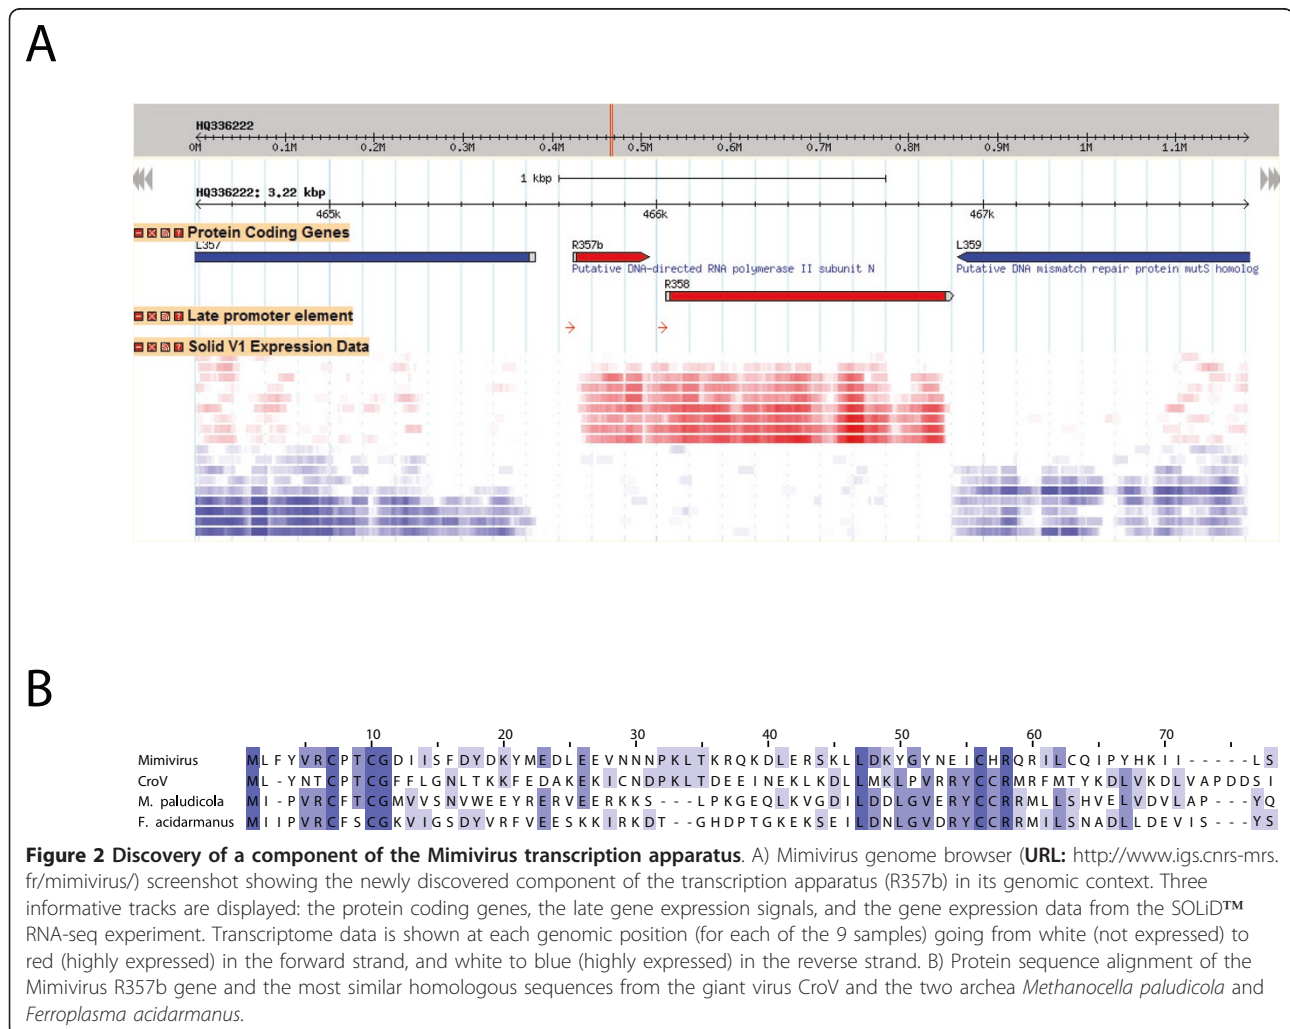 A
HQ336222
0M 0.1M 0.2M 0.3M 0.4M 0.5M 0.6M 0.7M 0.8M 0.9M 1M 1.1M
1 kbp
HQ336222: 3.22 kbp
465k 466k 467k
Protein Coding Genes
L357 R357b L359
Putative DNA-directed RNA polymerase II subunit N Putative DNA mismatch repair protein mutS homolog
R358
Late promoter element
Solid V1 Expression Data
B
10 20 30 40 50 60 70
Mimivirus MLFYVRCPTCGDIISFDYDKYMEDLEEVNNNPKLTKRQKDLERSKLLDKYGYNEICHRQRILCQIPYHKII-----LS
CroV ML-YNTCPTCGFFLGNLTKKFEDAKEKICNDPKLTDEEINEKLKDLLMKLPVRRYCCRMRFMTYKDLVKDLVAPDDSI
M. paludicola MI-PVRCFTCGMVVSNVWEEYRERVEERKKS---LPKGEQLKVGDILDDLGVERYCCRRMLLSHVELVDVLAP---YQ
F. acidarmanus MIIPVRCFSCGKVIGSDYVRFVEESKKIRKDT--GHDPTGKEKSEILDNLGVDRYCCRRMILSNADLLDEVIS---YS
Figure 2 Discovery of a component of the Mimivirus transcription apparatus. A) Mimivirus genome browser (URL: http://www.igs.cnrs-mrs.
fr/mimivirus/) screenshot showing the newly discovered component of the transcription apparatus (R357b) in its genomic context. Three
informative tracks are displayed: the protein coding genes, the late gene expression signals, and the gene expression data from the SOLiD™
RNA-seq experiment. Transcriptome data is shown at each genomic position (for each of the 9 samples) going from white (not expressed) to
red (highly expressed) in the forward strand, and white to blue (highly expressed) in the reverse strand. B) Protein sequence alignment of the
Mimivirus R357b gene and the most similar homologous sequences from the giant virus CroV and the two archea Methanocella paludicola and
Ferroplasma acidarmanus.